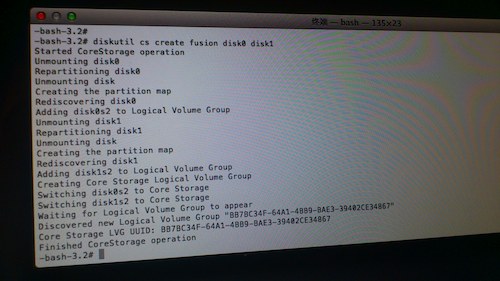 终端 — bash — 135×23
-bash-3.2#
-bash-3.2# diskutil cs create fusion disk0 disk1
Started CoreStorage operation
Unmounting disk0
Repartitioning disk0
Unmounting disk
Creating the partition map
Rediscovering disk0
Adding disk0s2 to Logical Volume Group
Unmounting disk1
Repartitioning disk1
Unmounting disk
Creating the partition map
Rediscovering disk1
Adding disk1s2 to Logical Volume Group
Creating Core Storage Logical Volume Group
Switching disk0s2 to Core Storage
Switching disk1s2 to Core Storage
Waiting for Logical Volume Group to appear
Discovered new Logical Volume Group "BB7BC34F-64A1-4BB9-BAE3-39402CE34867"
Core Storage LVG UUID: BB7BC34F-64A1-4BB9-BAE3-39402CE34867
Finished CoreStorage operation
-bash-3.2#